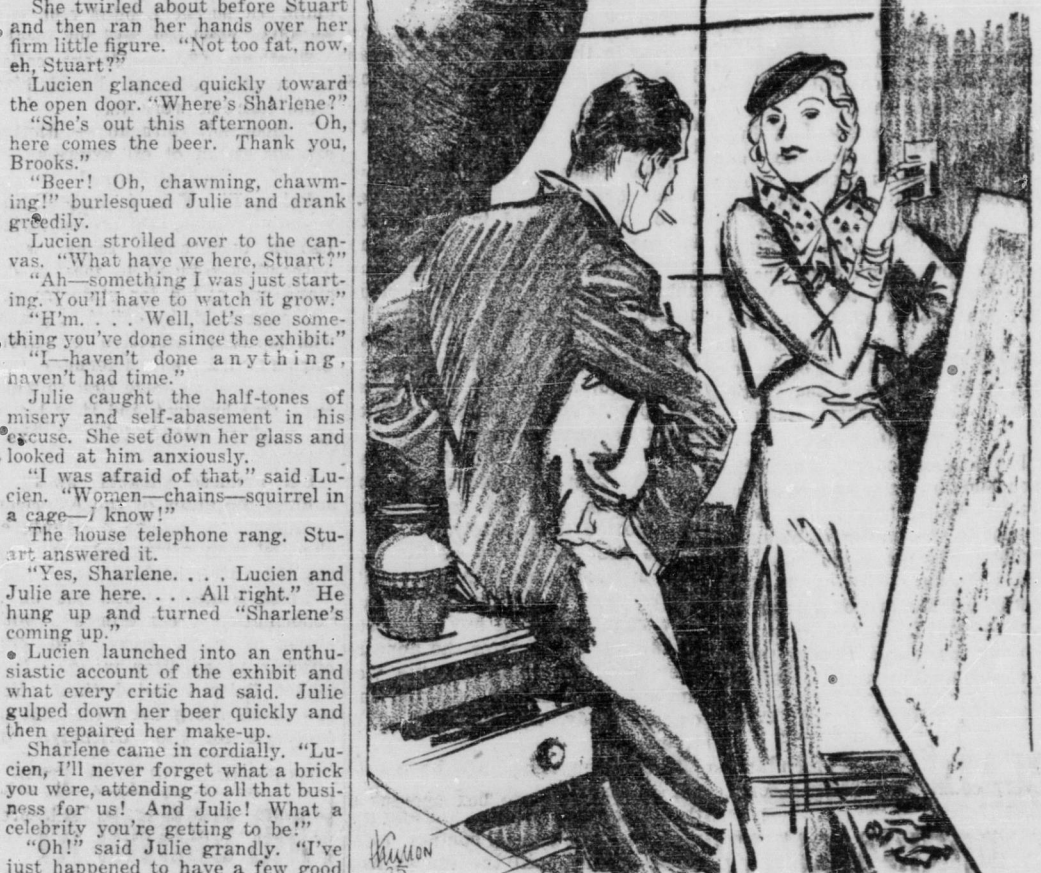 She twirled about before Stuart
and then ran her hands over her
firm little figure. “Not too fat, now,
eh, Stuart?”
Lucien glanced quickly toward
the open door. “Where's Sharlene?”
“She's out this afternoon. Oh,
here comes the beer. Thank you,
Brooks.”
“Beer! Oh, chawming, chawm-
ing!” burlesqued Julie and drank
greedily.
Lucien strolled over to the can-
vas. “What have we here, Stuart?”
“Ah—something I was just start-
ing. You'll have to watch it grow.”
“H'm. . . . Well, let's see some-
thing you've done since the exhibit.”
“I—haven't done anything,
haven't had time.”
Julie caught the half-tones of
misery and self-abasement in his
excuse. She set down her glass and
looked at him anxiously.
“I was afraid of that,” said Lu-
cien. “Women—chains—squirrel in
a cage—I know!”
The house telephone rang. Stu-
art answered it.
“Yes, Sharlene. . . . Lucien and
Julie are here. . . . All right.” He
hung up and turned “Sharlene's
coming up.”
Lucien launched into an enthu-
siastic account of the exhibit and
what every critic had said. Julie
gulped down her beer quickly and
then repaired her make-up.
Sharlene came in cordially. “Lu-
cien, I'll never forget what a brick
you were, attending to all that busi-
ness for us! And Julie! What a
celebrity you're getting to be!”
“Oh!” said Julie grandly. “I've
just happened to have a few good